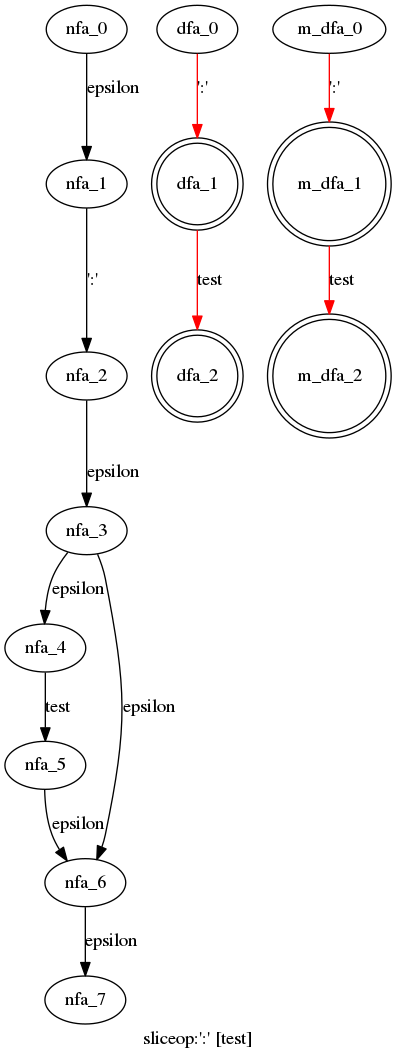 nfa_0 dfa_0 m_dfa_0
epsilon ':' ':'
nfa_1 dfa_1 m_dfa_1
':' test test
nfa_2 dfa_2 m_dfa_2
epsilon
nfa_3
epsilon
nfa_4
test epsilon
nfa_5
epsilon
nfa_6
epsilon
nfa_7
sliceop:':' [test]